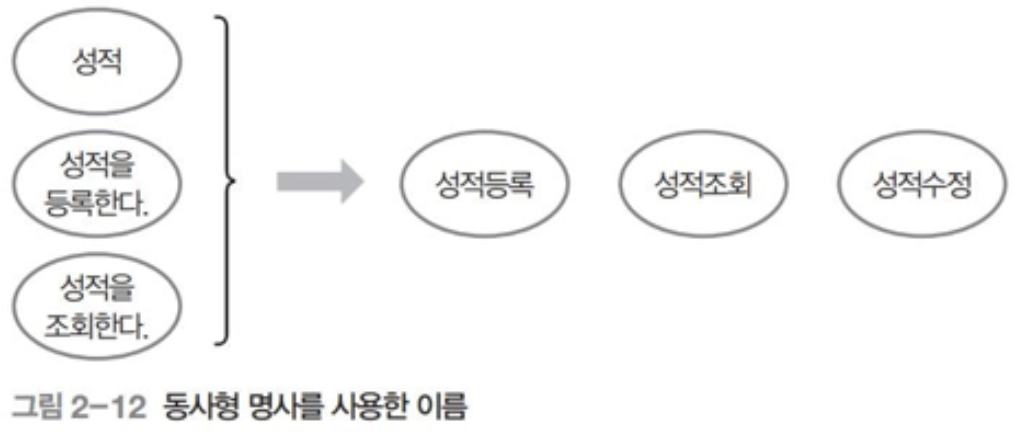 성적
성적을
등록한다.
성적을
조회한다.
성적등록
성적조회
성적수정
그림 2-12 동사형 명사를 사용한 이름